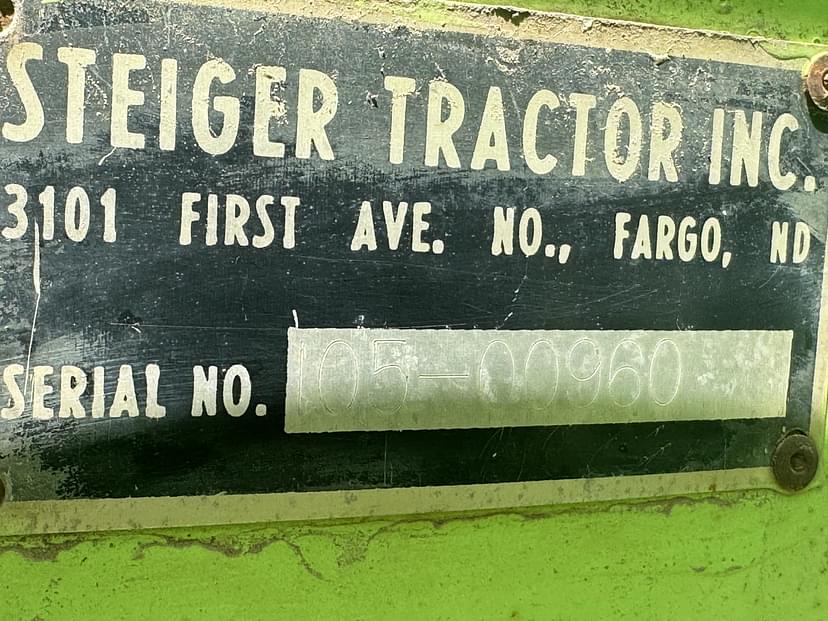 STEIGER TRACTOR INC.
3101 FIRST AVE. NO., FARGO, ND
SERIAL NO. 105-00960